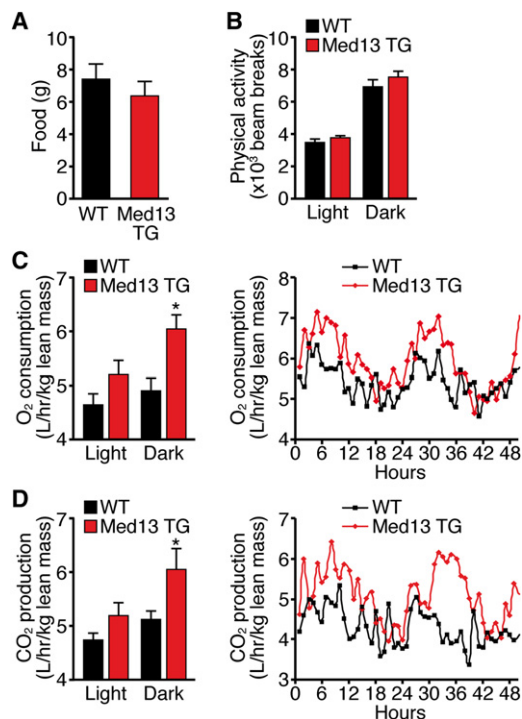 A
Food (g)
10
8
6
4
2
0
WT
Med13
TG
B
WT
Med13 TG
Physical activity
(x10³ beam breaks)
10
8
6
4
2
0
Light
Dark
C
WT
Med13 TG
O₂ consumption
(L/hr/kg lean mass)
7
6
5
4
*
Light
Dark
WT
Med13 TG
O₂ consumption
(L/hr/kg lean mass)
8
7
6
5
4
0 6 12 18 24 30 36 42 48
Hours
D
WT
Med13 TG
CO₂ production
(L/hr/kg lean mass)
7
6
5
4
*
Light
Dark
WT
Med13 TG
CO₂ production
(L/hr/kg lean mass)
7
6
5
4
3
0 6 12 18 24 30 36 42 48
Hours